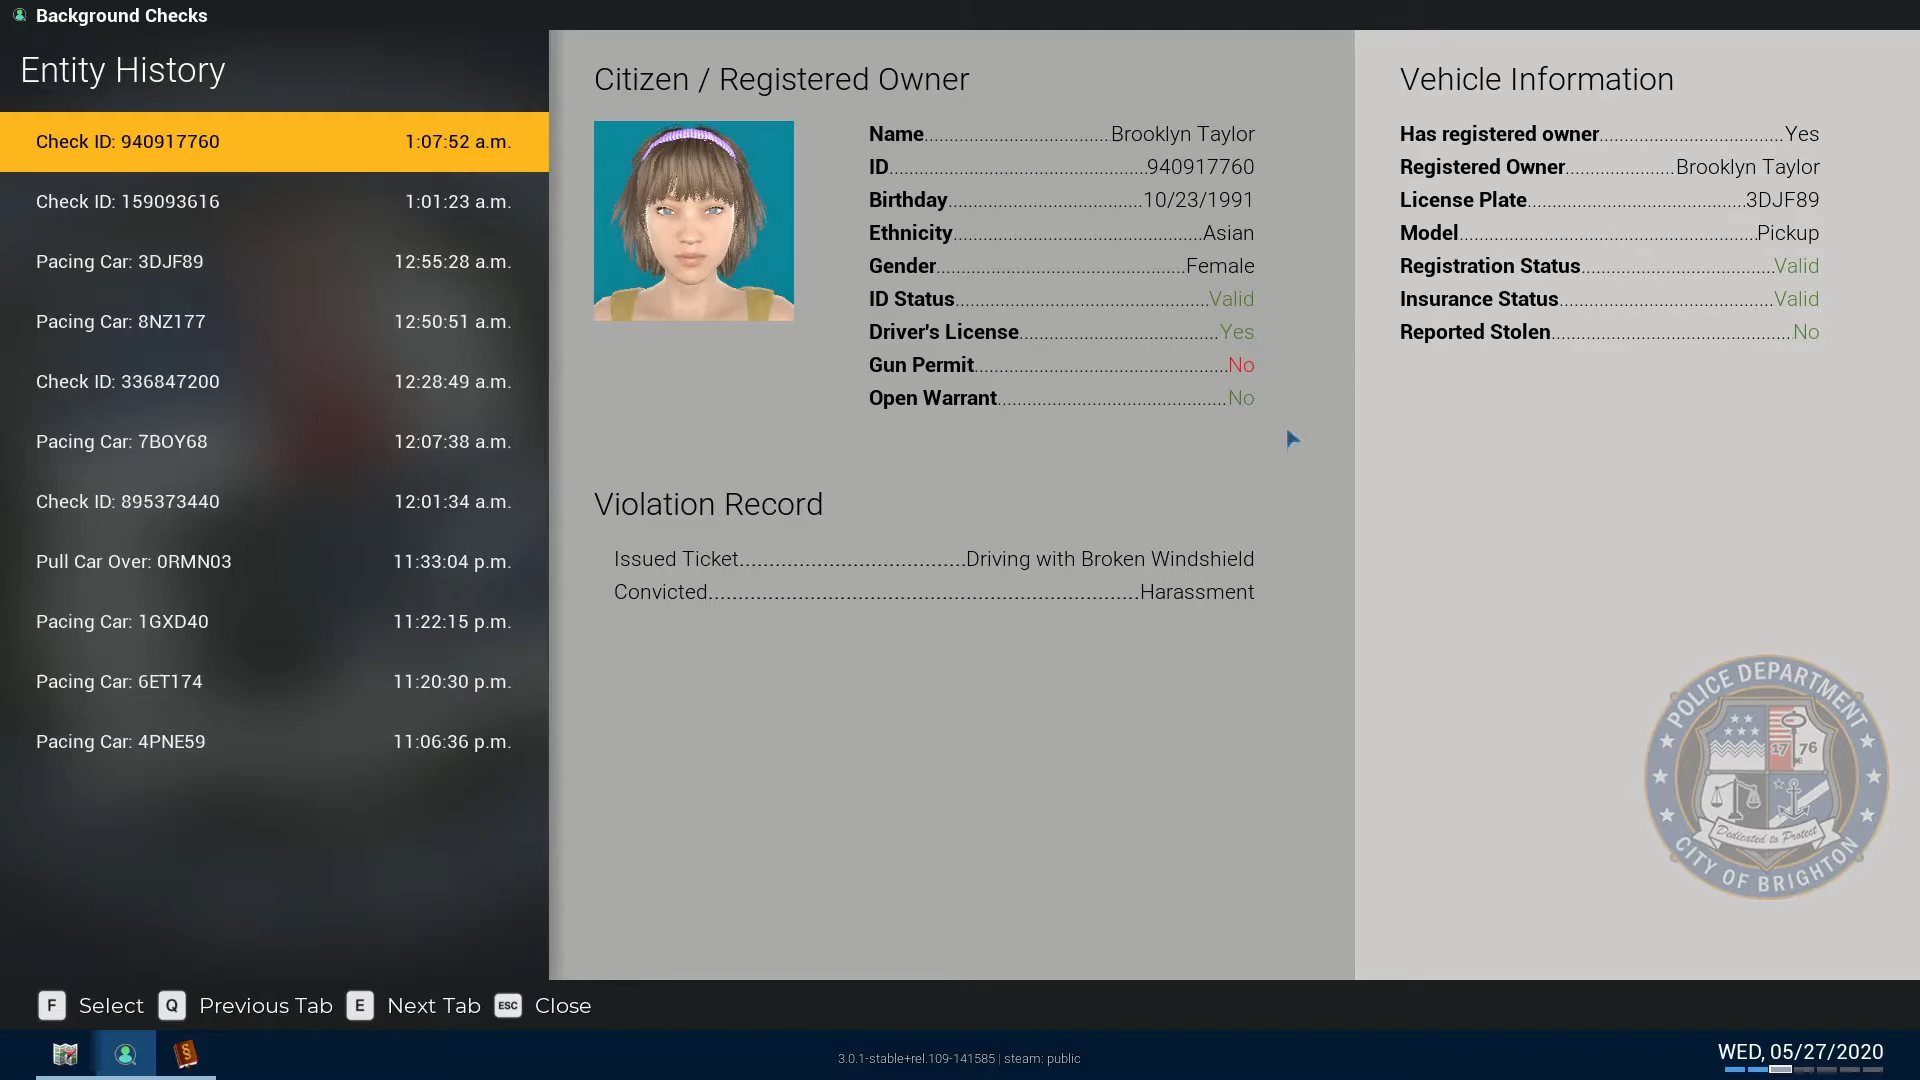 Background Checks
Entity History
Check ID: 940917760 1:07:52 a.m.
Check ID: 159093616 1:01:23 a.m.
Pacing Car: 3DJF89 12:55:28 a.m.
Pacing Car: 8NZ177 12:50:51 a.m.
Check ID: 336847200 12:28:49 a.m.
Pacing Car: 7BOY68 12:07:38 a.m.
Check ID: 895373440 12:01:34 a.m.
Pull Car Over: 0RMN03 11:33:04 p.m.
Pacing Car: 1GXD40 11:22:15 p.m.
Pacing Car: 6ET174 11:20:30 p.m.
Pacing Car: 4PNE59 11:06:36 p.m.
Citizen / Registered Owner
Name Brooklyn Taylor
ID 940917760
Birthday 10/23/1991
Ethnicity Asian
Gender Female
ID Status Valid
Driver's License Yes
Gun Permit No
Open Warrant No
Violation Record
Issued Ticket Driving with Broken Windshield
Convicted Harassment
Vehicle Information
Has registered owner Yes
Registered Owner Brooklyn Taylor
License Plate 3DJF89
Model Pickup
Registration Status Valid
Insurance Status Valid
Reported Stolen No
POLICE DEPARTMENT
17 76
Dedicated to Protect
CITY OF BRIGHTON
F Select Q Previous Tab E Next Tab ESC Close
§
3.0.1-stable+rel.109-141585 | steam: public
WED, 05/27/2020